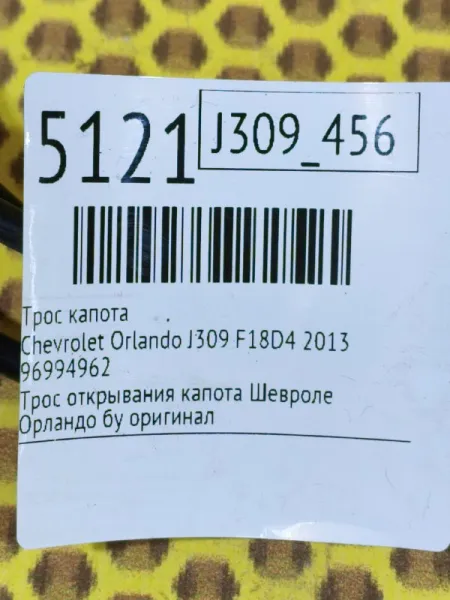 5121 J309_456
Трос капота
Chevrolet Orlando J309 F18D4 2013
96994962
Трос открывания капота Шевроле
Орландо бу оригинал